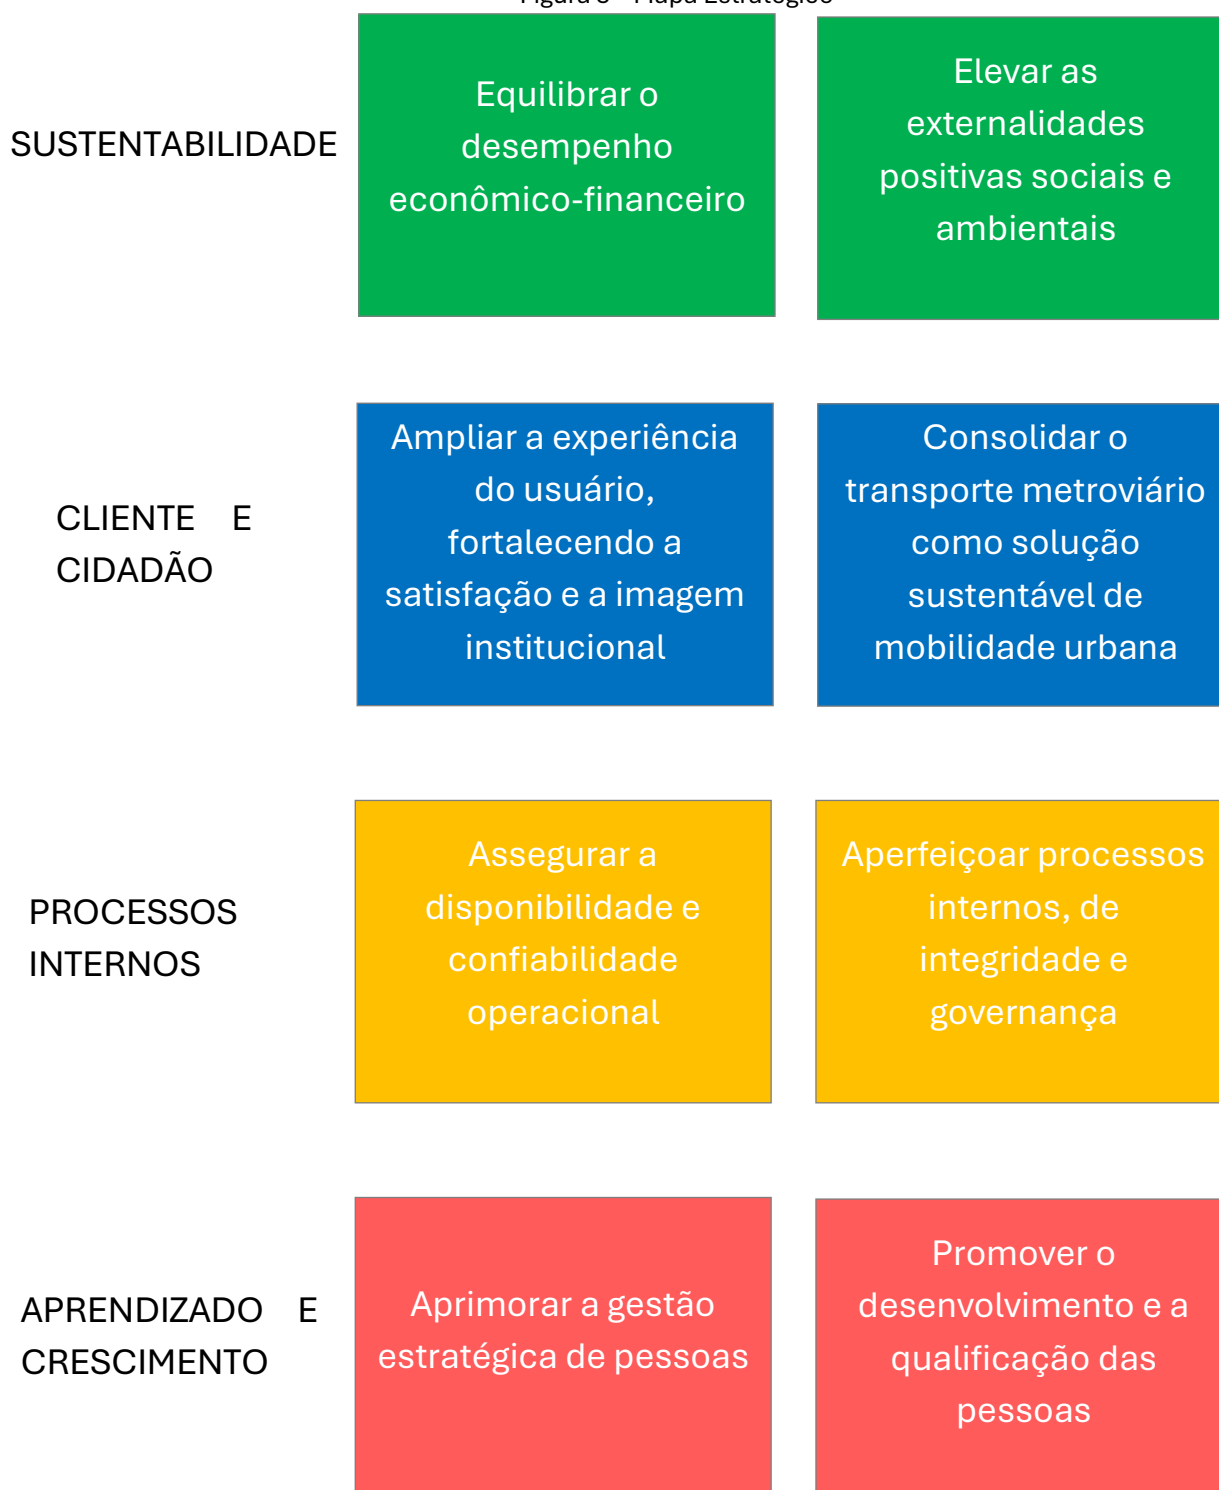 SUSTENTABILIDADE
Equilibrar o
desempenho
econômico-financeiro
Elevar as
externalidades
positivas sociais e
ambientais
CLIENTE E
CIDADÃO
Ampliar a experiência
do usuário,
fortalecendo a
satisfação e a imagem
institucional
Consolidar o
transporte metroviário
como solução
sustentável de
mobilidade urbana
PROCESSOS
INTERNOS
Assegurar a
disponibilidade e
confiabilidade
operacional
Aperfeiçoar processos
internos, de
integridade e
governança
APRENDIZADO E
CRESCIMENTO
Aprimorar a gestão
estratégica de pessoas
Promover o
desenvolvimento e a
qualificação das
pessoas